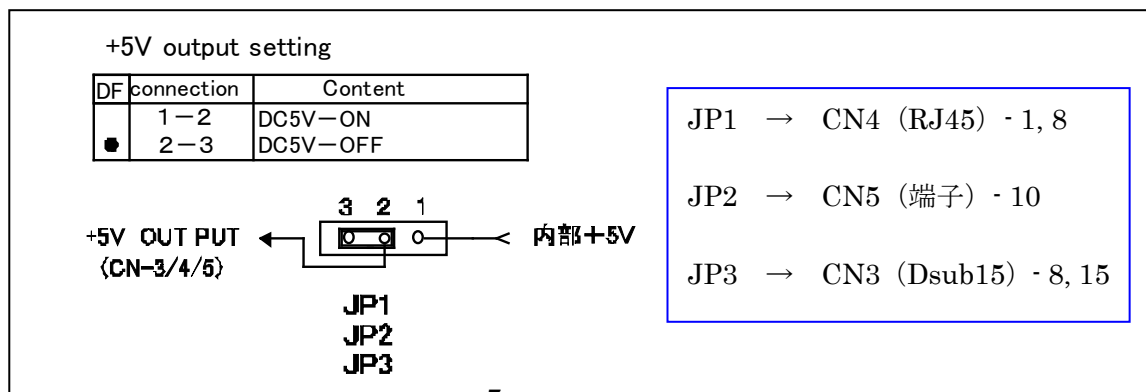 +5V output setting
DF connection Content
1－2 DC5V－ON
● 2－3 DC5V－OFF
3 2 1
+5V OUTPUT 内部＋5V
(CN-3/4/5)
JP1
JP2
JP3
JP1 → CN4（RJ45）- 1, 8
JP2 → CN5（端子）- 10
JP3 → CN3（Dsub15）- 8, 15